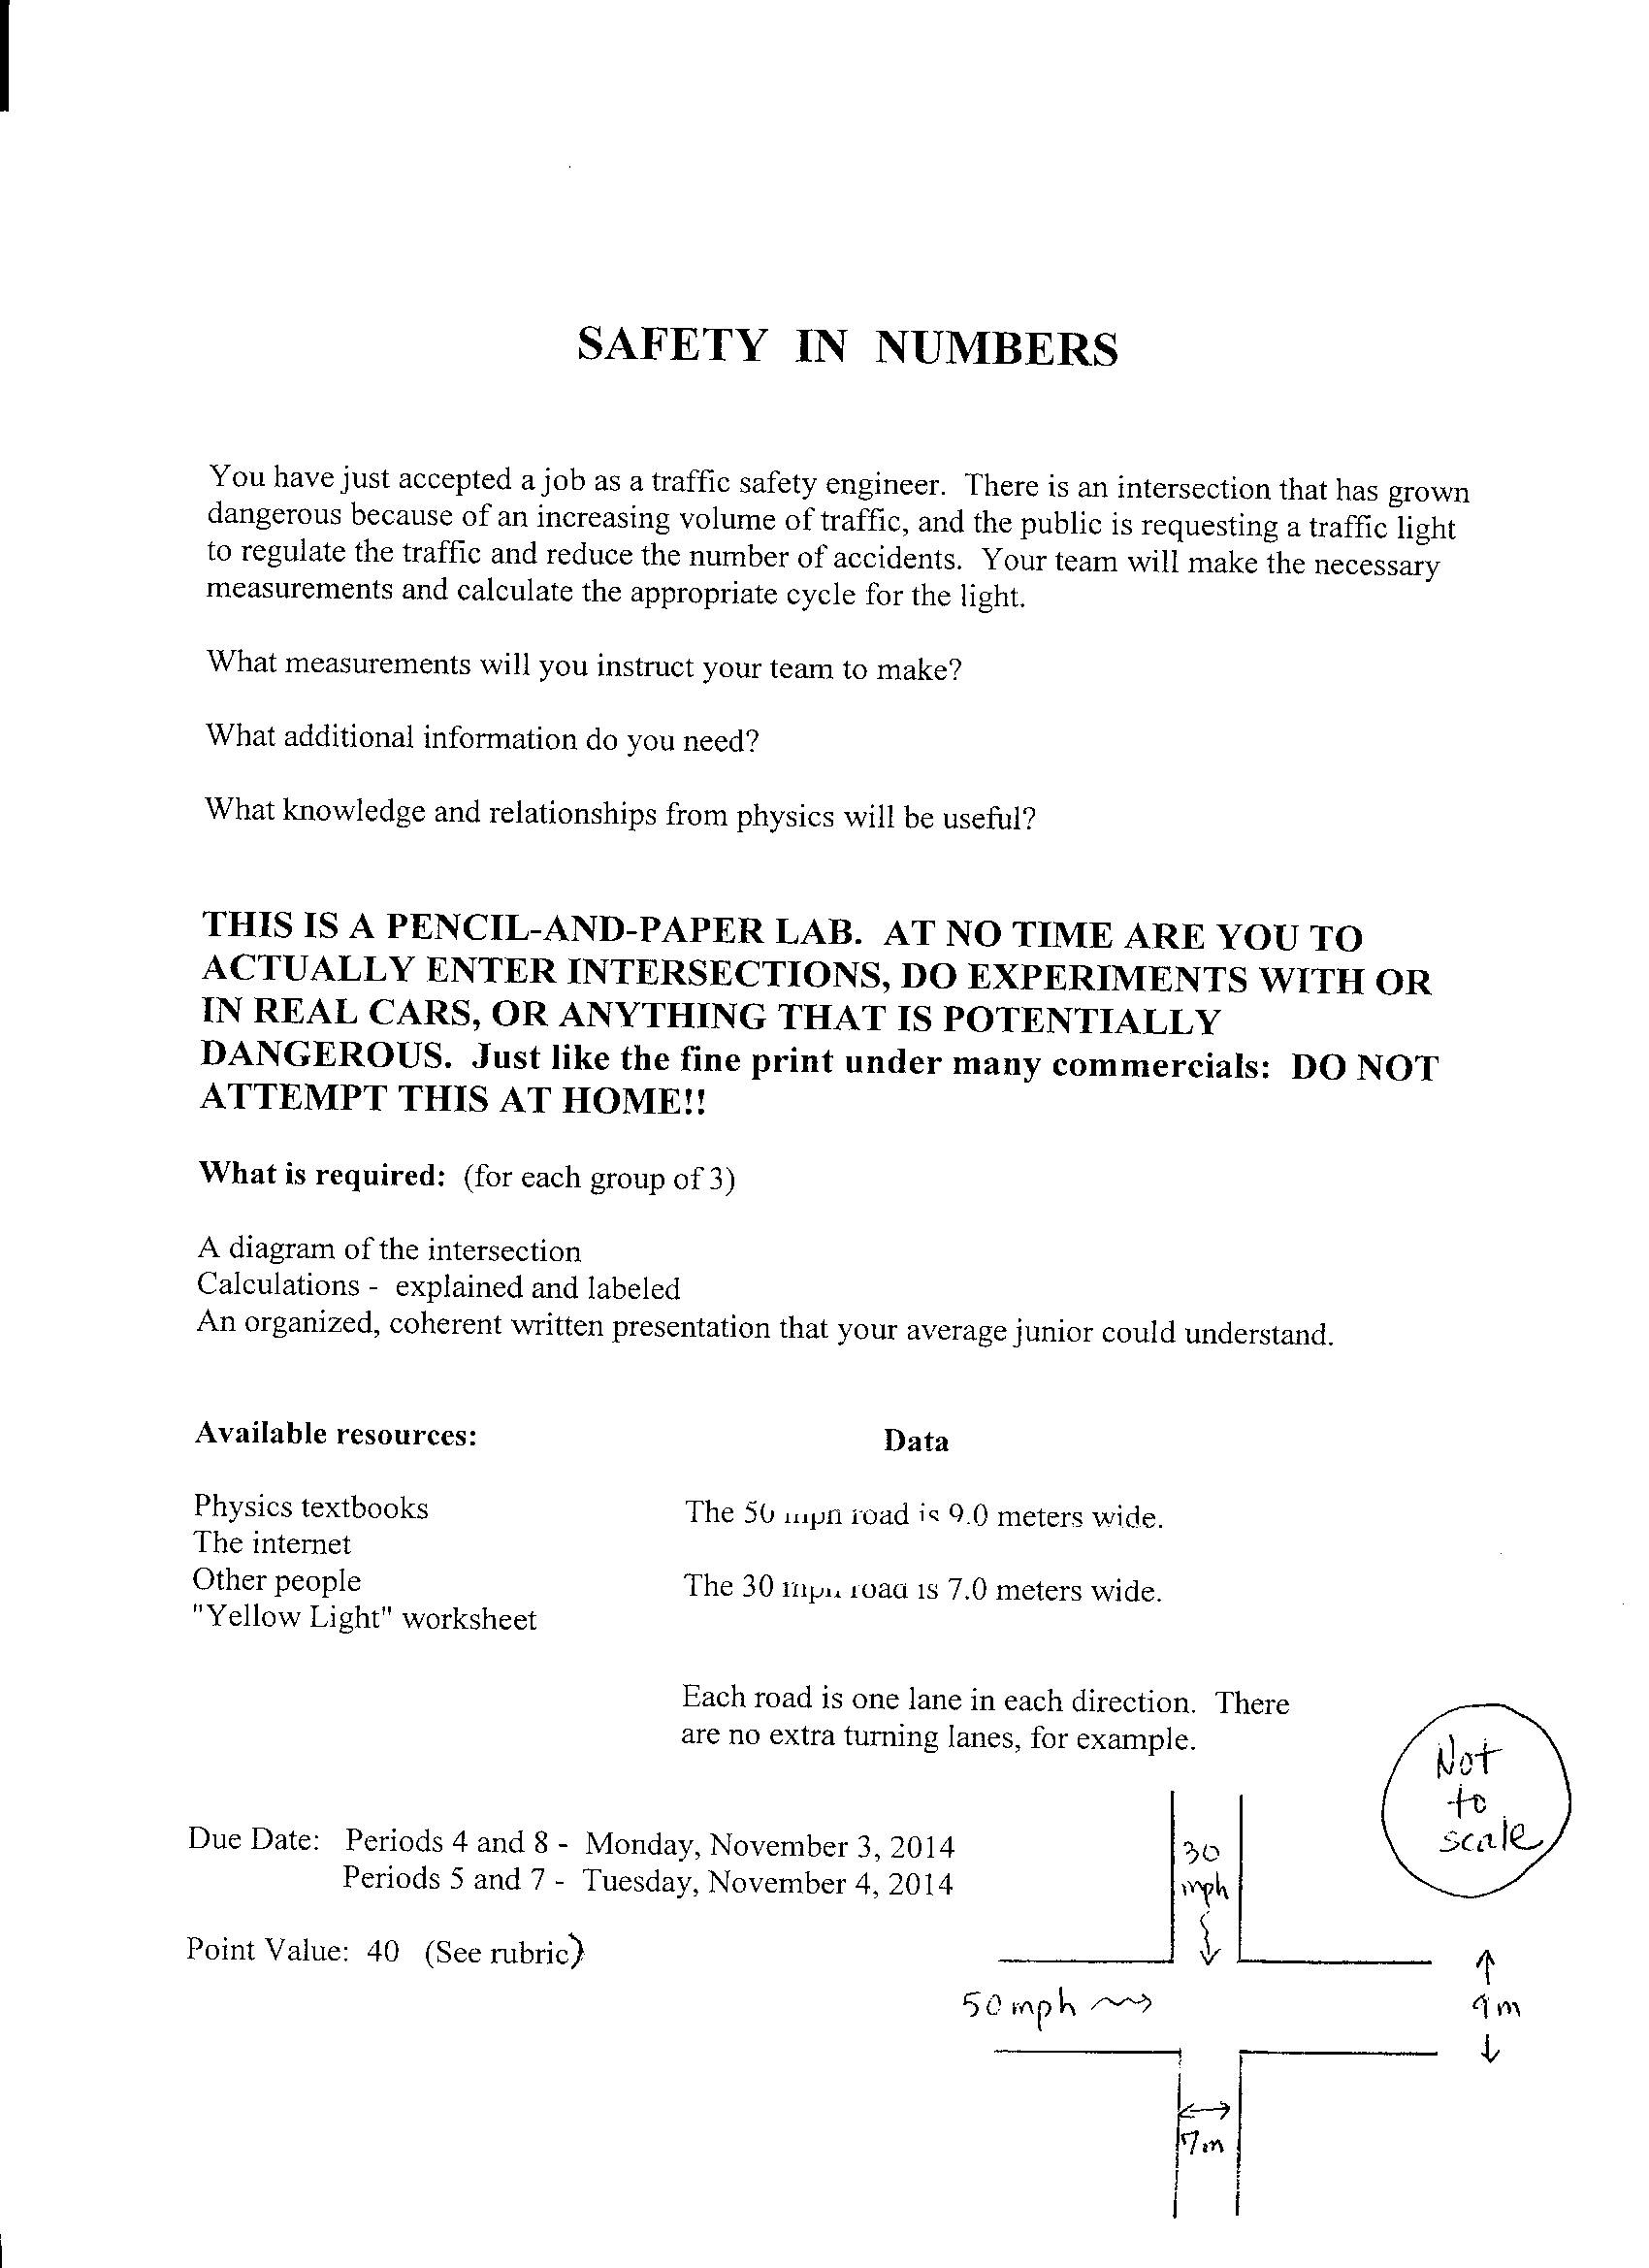 SAFETY IN NUMBERS
You have just accepted a job as a traffic safety engineer. There is an intersection that has grown
dangerous because of an increasing volume of traffic, and the public is requesting a traffic light
to regulate the traffic and reduce the number of accidents. Your team will make the necessary
measurements and calculate the appropriate cycle for the light.
What measurements will you instruct your team to make?
What additional information do you need?
What knowledge and relationships from physics will be useful?
THIS IS A PENCIL-AND-PAPER LAB. AT NO TIME ARE YOU TO
ACTUALLY ENTER INTERSECTIONS, DO EXPERIMENTS WITH OR
IN REAL CARS, OR ANYTHING THAT IS POTENTIALLY
DANGEROUS. Just like the fine print under many commercials: DO NOT
ATTEMPT THIS AT HOME!!
What is required: (for each group of 3)
A diagram of the intersection
Calculations - explained and labeled
An organized, coherent written presentation that your average junior could understand.
Available resources:
Physics textbooks
The internet
Other people
"Yellow Light" worksheet
Data
The 50 mph road is 9.0 meters wide.
The 30 mph road is 7.0 meters wide.
Each road is one lane in each direction. There
are no extra turning lanes, for example.
Due Date: Periods 4 and 8 - Monday, November 3, 2014
Periods 5 and 7 - Tuesday, November 4, 2014
Point Value: 40 (See rubric)
Not
to
scale
30
mph
50 mph
9 m
7m